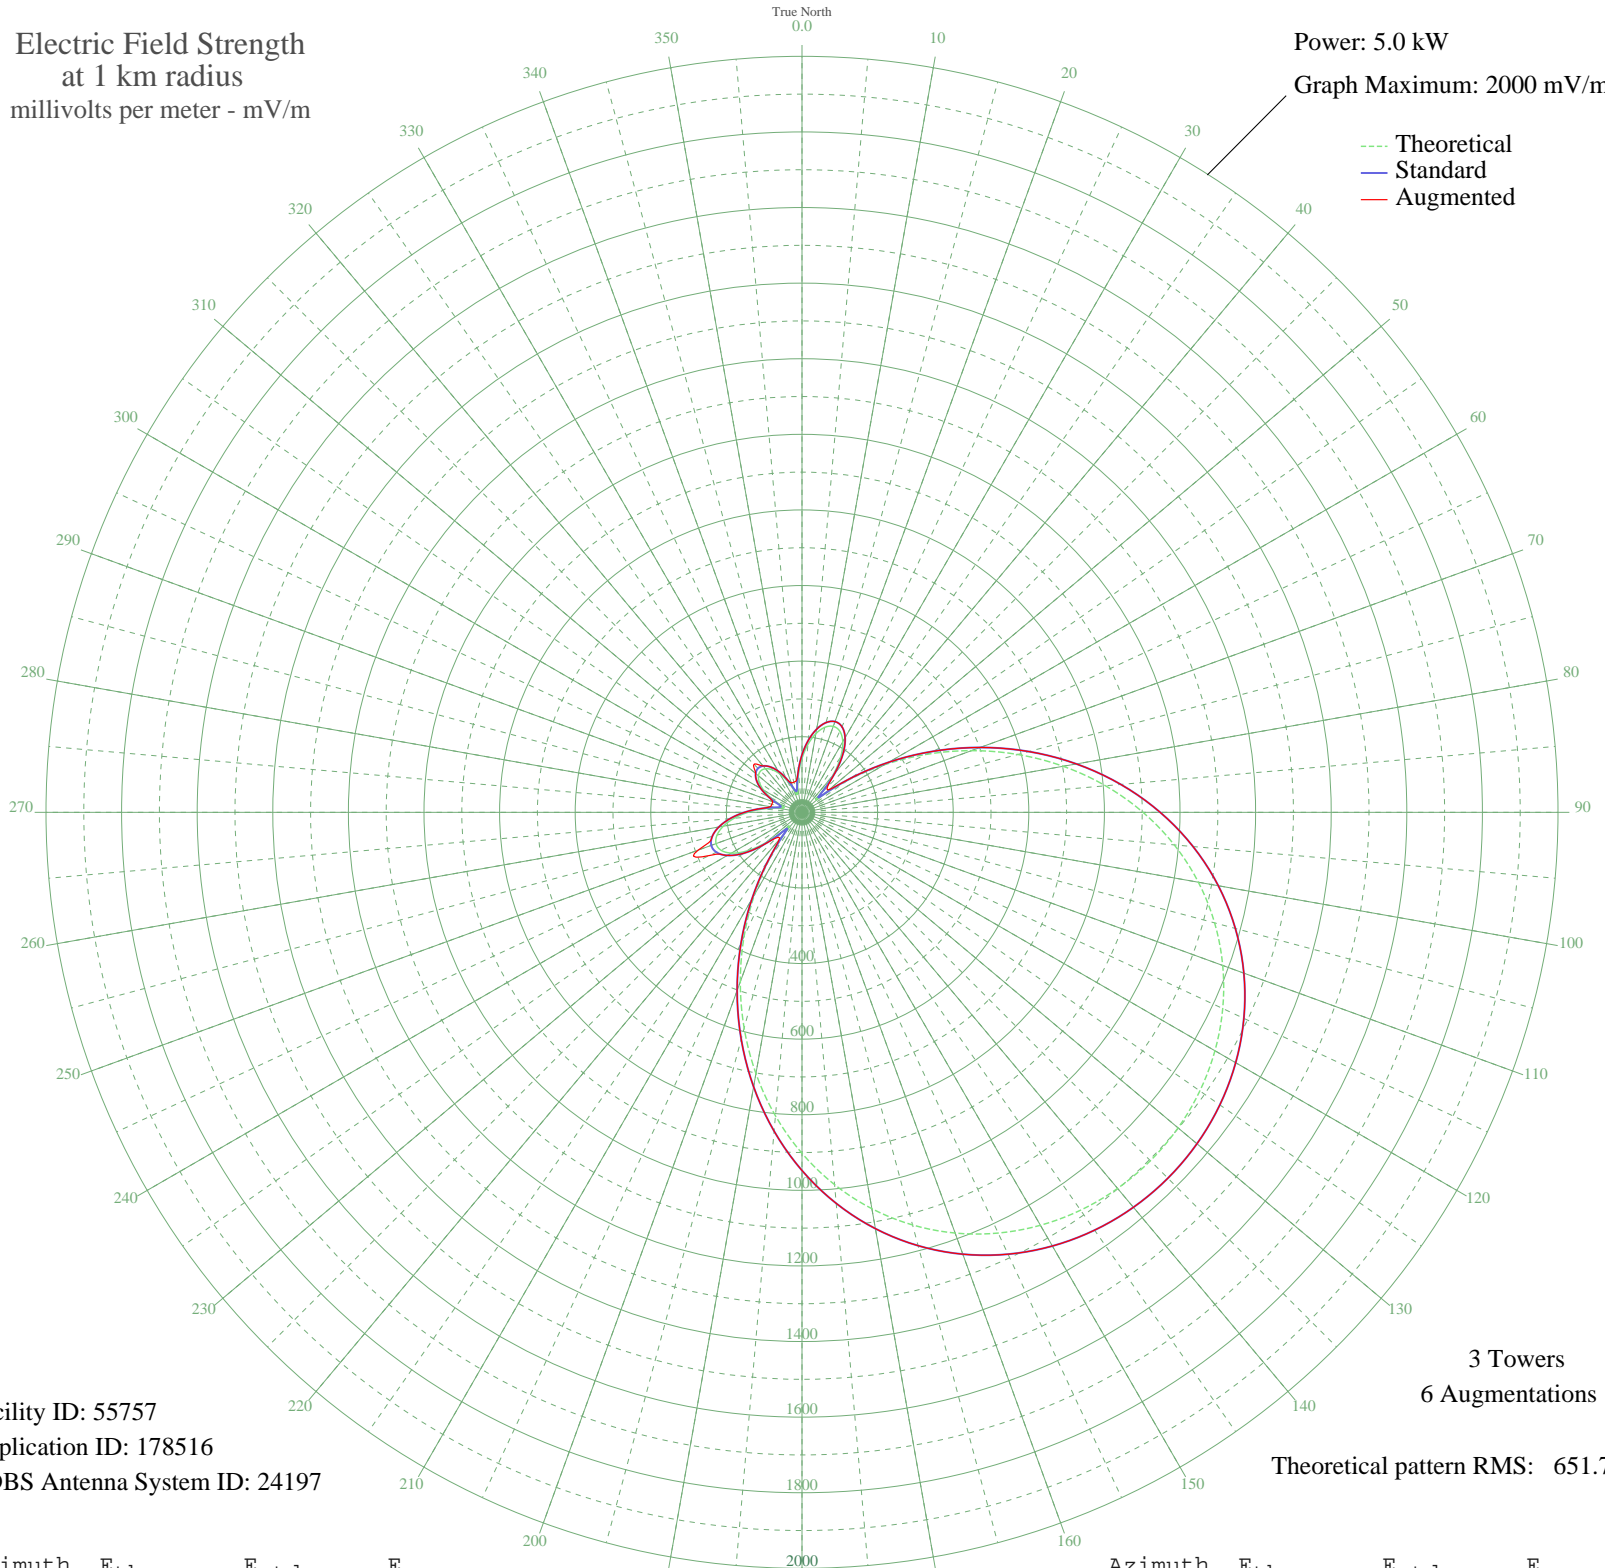 True North
0.0
Electric Field Strength
at 1 km radius
millivolts per meter - mV/m
Power: 5.0 kW
Graph Maximum: 2000 mV/m
Theoretical
Standard
Augmented
10
20
30
40
50
60
70
80
90
100
110
120
130
140
150
160
200
210
220
230
240
250
260
270
280
290
300
310
320
330
340
350
400
600
800
1000
1200
1400
1600
1800
2000
3 Towers
6 Augmentations
Theoretical pattern RMS: 651.7
cility ID: 55757
plication ID: 178516
DBS Antenna System ID: 24197
imuth E E E
Azimuth E E E